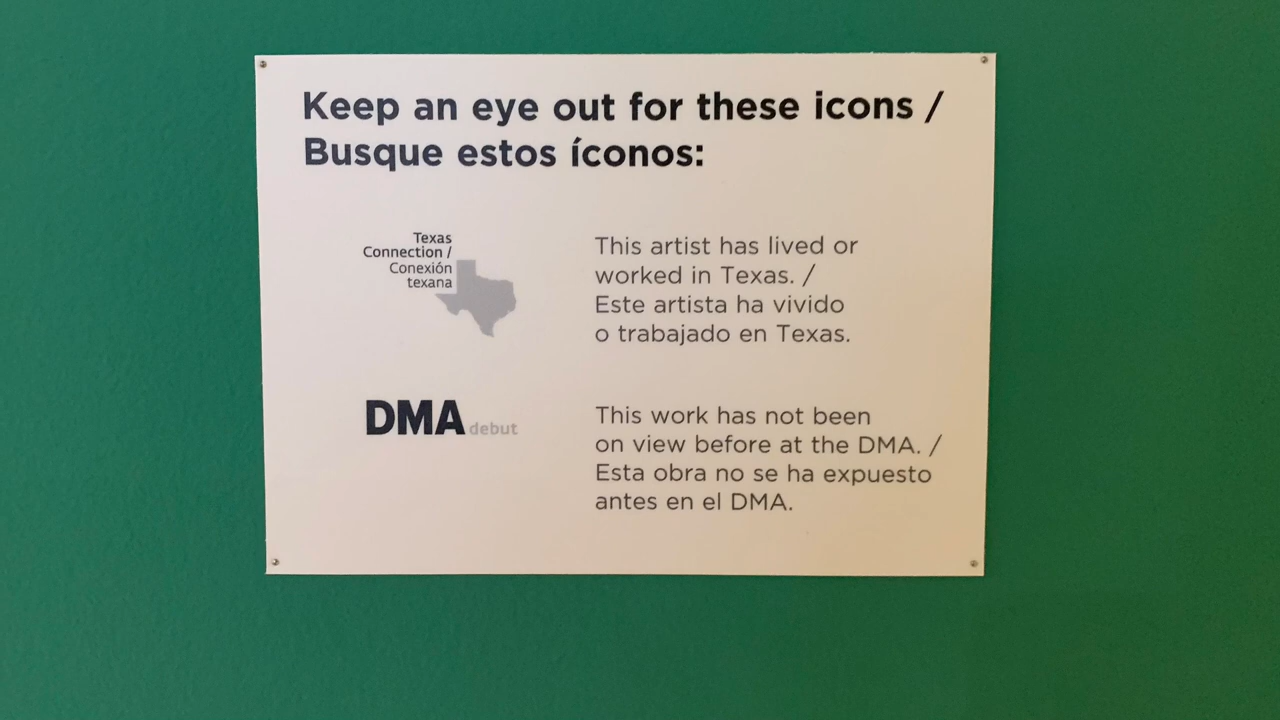 Keep an eye out for these icons /
Busque estos íconos:
Texas
Connection /
Conexión
texana
This artist has lived or
worked in Texas. /
Este artista ha vivido
o trabajado en Texas.
DMA debut
This work has not been
on view before at the DMA. /
Esta obra no se ha expuesto
antes en el DMA.